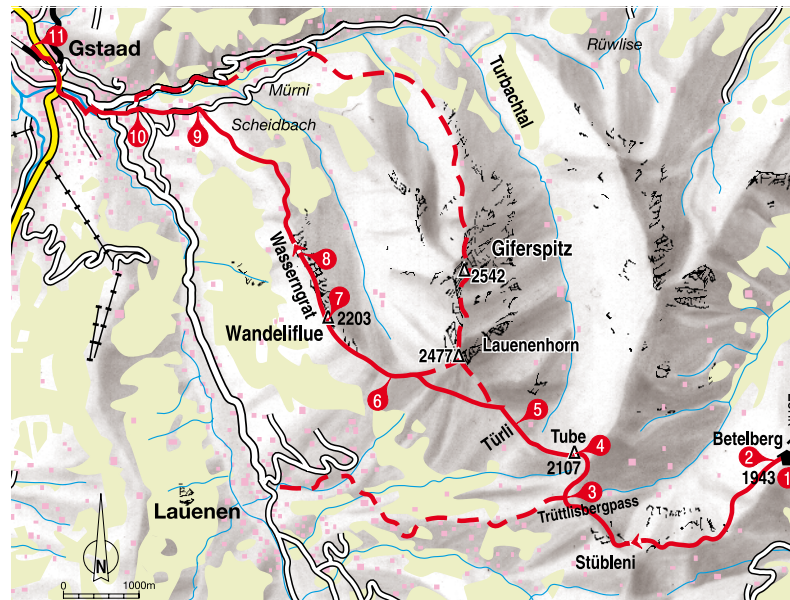 11
Gstaad
Rüwlise
Turbachtal
Mürni
Scheidbach
10
9
Wasserngrat
8
7
2203
Wandeliflue
Giferspitz
2542
2477
Lauenenhorn
6
5
Türli
Tube
4
2107
Betelberg
2
1943
1
3
Trüttlisbergpass
Lauenen
Stübleni
N
0
1000m